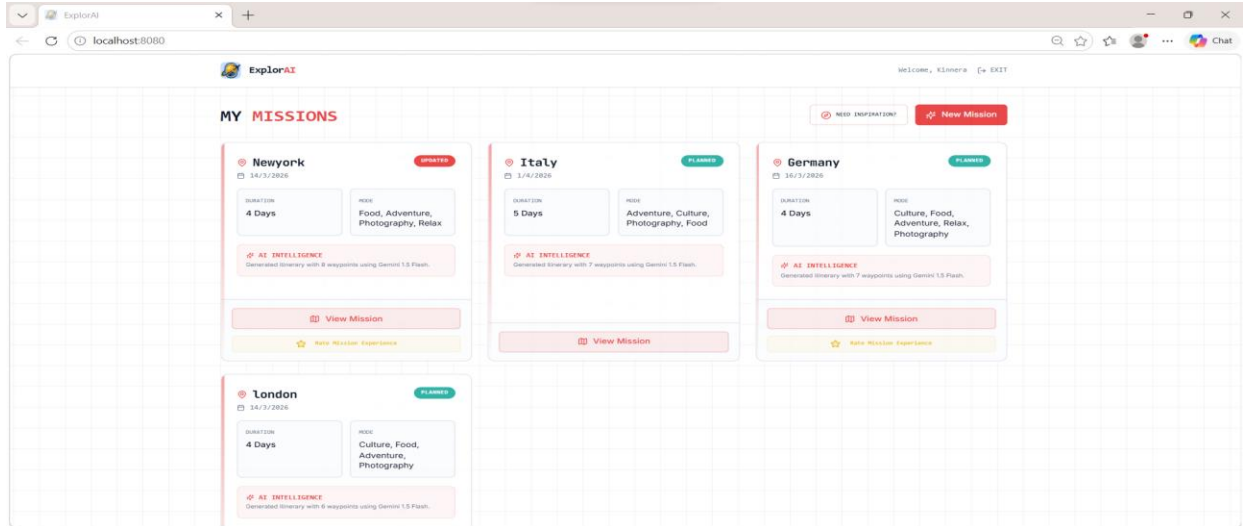 ExplorAI
localhost:8080
Chat
ExplorAI
Welcome, Kinnera
EXIT
MY MISSIONS
NEED INSPIRATION?
New Mission
Newyork
UPDATED
14/3/2026
DURATION
4 Days
MODE
Food, Adventure,
Photography, Relax
AI INTELLIGENCE
Generated itinerary with 8 waypoints using Gemini 1.5 Flash.
View Mission
Rate Mission Experience
Italy
PLANNED
1/4/2026
DURATION
5 Days
MODE
Adventure, Culture,
Photography, Food
AI INTELLIGENCE
Generated itinerary with 7 waypoints using Gemini 1.5 Flash.
View Mission
Germany
PLANNED
16/3/2026
DURATION
4 Days
MODE
Culture, Food,
Adventure, Relax,
Photography
AI INTELLIGENCE
Generated itinerary with 7 waypoints using Gemini 1.5 Flash.
View Mission
Rate Mission Experience
london
PLANNED
14/3/2026
DURATION
4 Days
MODE
Culture, Food,
Adventure,
Photography
AI INTELLIGENCE
Generated itinerary with 6 waypoints using Gemini 1.5 Flash.